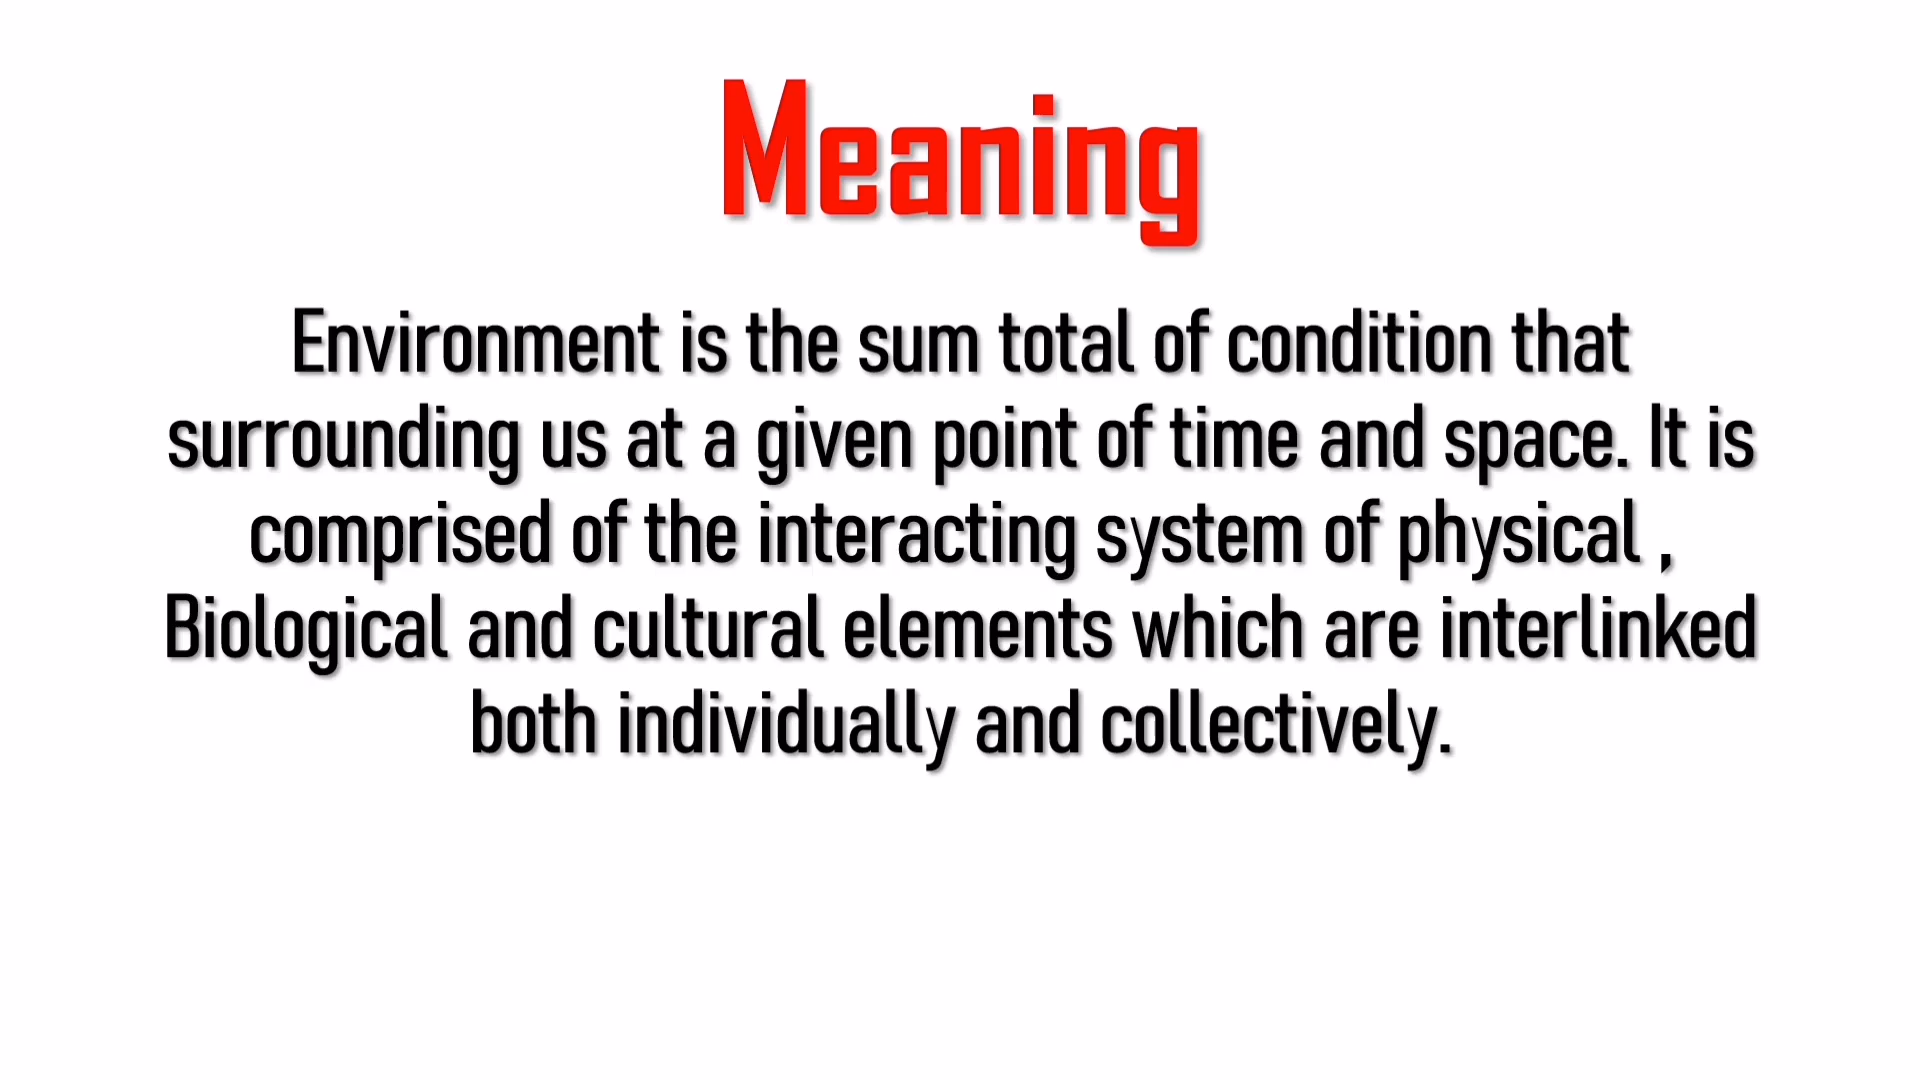 Meaning
Environment is the sum total of condition that
surrounding us at a given point of time and space. It is
comprised of the interacting system of physical ,
Biological and cultural elements which are interlinked
both individually and collectively.